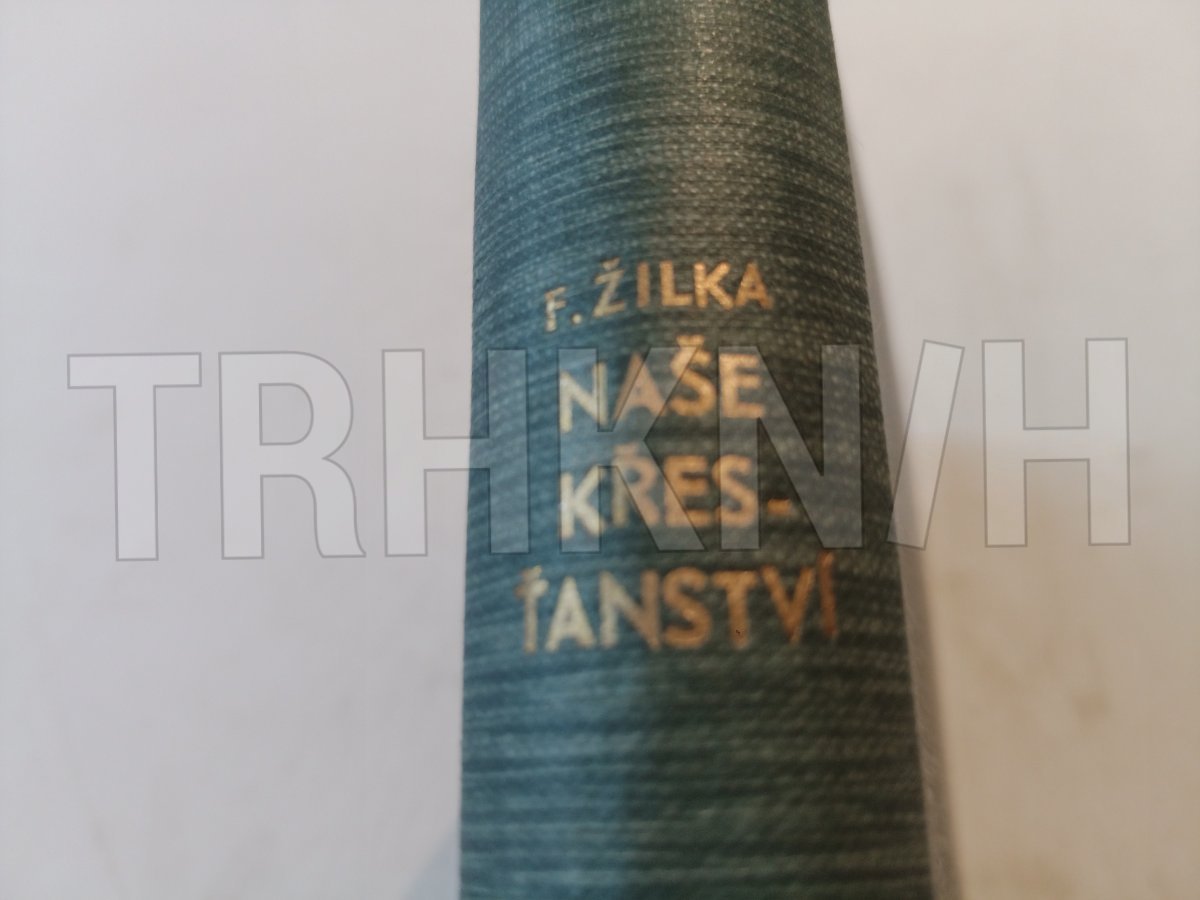 F. ŽILKA
NAŠE
KŘES-
ŤANSTVÍ
TRHKNIH